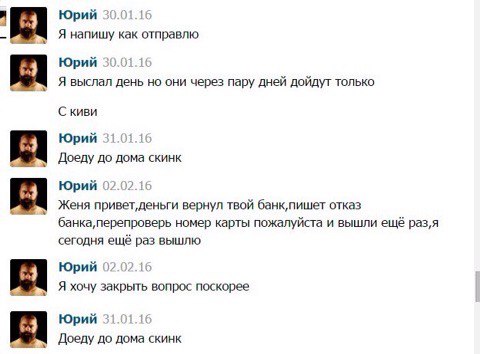 Юрий 30.01.16
Я напишу как отправлю
Юрий 30.01.16
Я выслал день но они через пару дней дойдут только
С киви
Юрий 31.01.16
Доеду до дома скинк
Юрий 02.02.16
Женя привет,деньги вернул твой банк,пишет отказ
банка,перепроверь номер карты пожалуйста и вышли ещё раз,я
сегодня ещё раз вышлю
Юрий 02.02.16
Я хочу закрыть вопрос поскорее
Юрий 31.01.16
Доеду до дома скинк